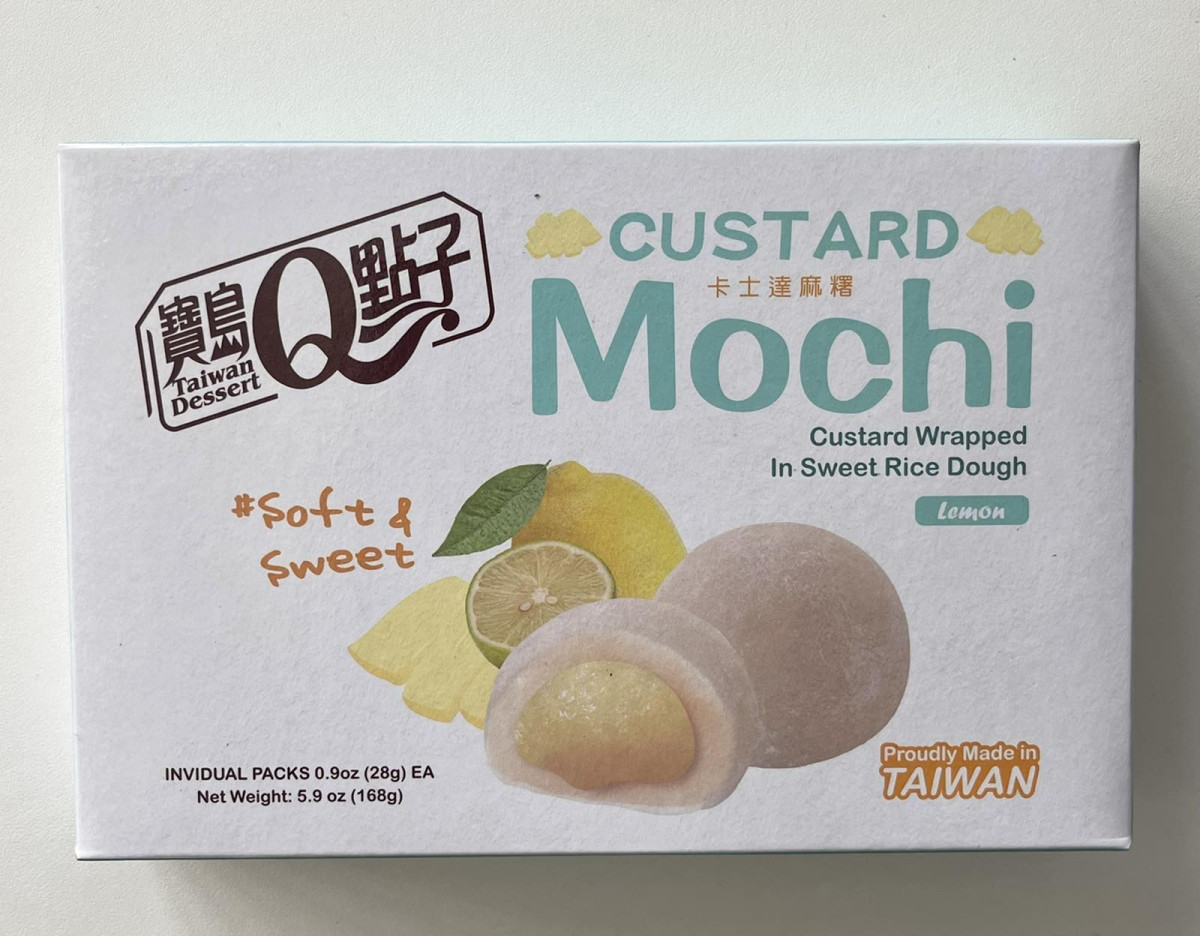 寶島Q點子
Taiwan
Dessert
CUSTARD
卡士達麻糬
Mochi
Custard Wrapped
In Sweet Rice Dough
Lemon
#Soft &
Sweet
INVIDUAL PACKS 0.9oz (28g) EA
Net Weight: 5.9 oz (168g)
Proudly Made in
TAIWAN